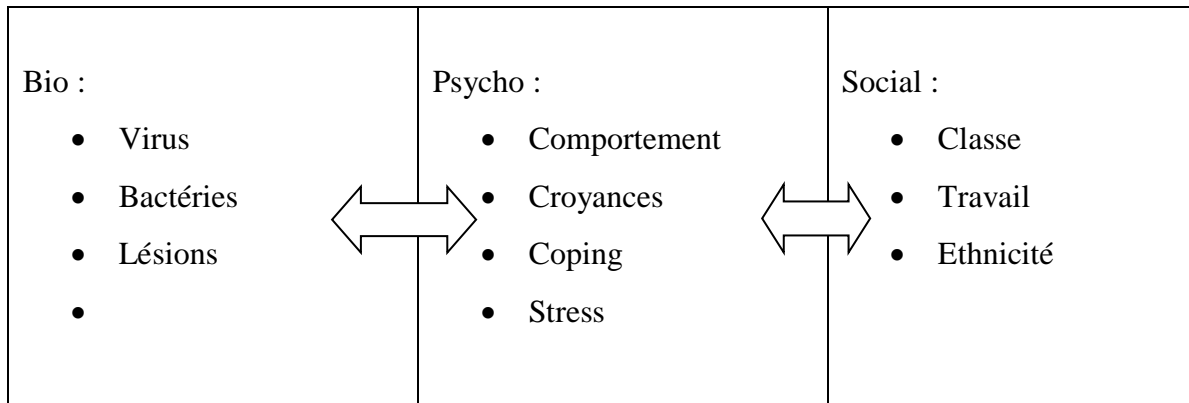 Bio :
• Virus
• Bactéries
• Lésions
•
Psycho :
• Comportement
• Croyances
• Coping
• Stress
Social :
• Classe
• Travail
• Ethnicité